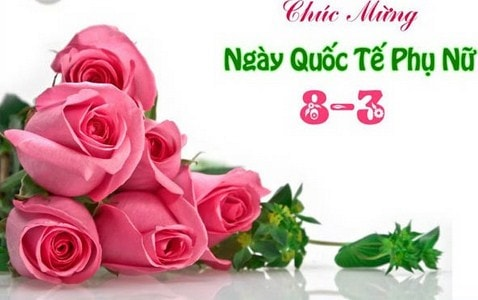 Chúc Mừng
Ngày Quốc Tế Phụ Nữ
8-3